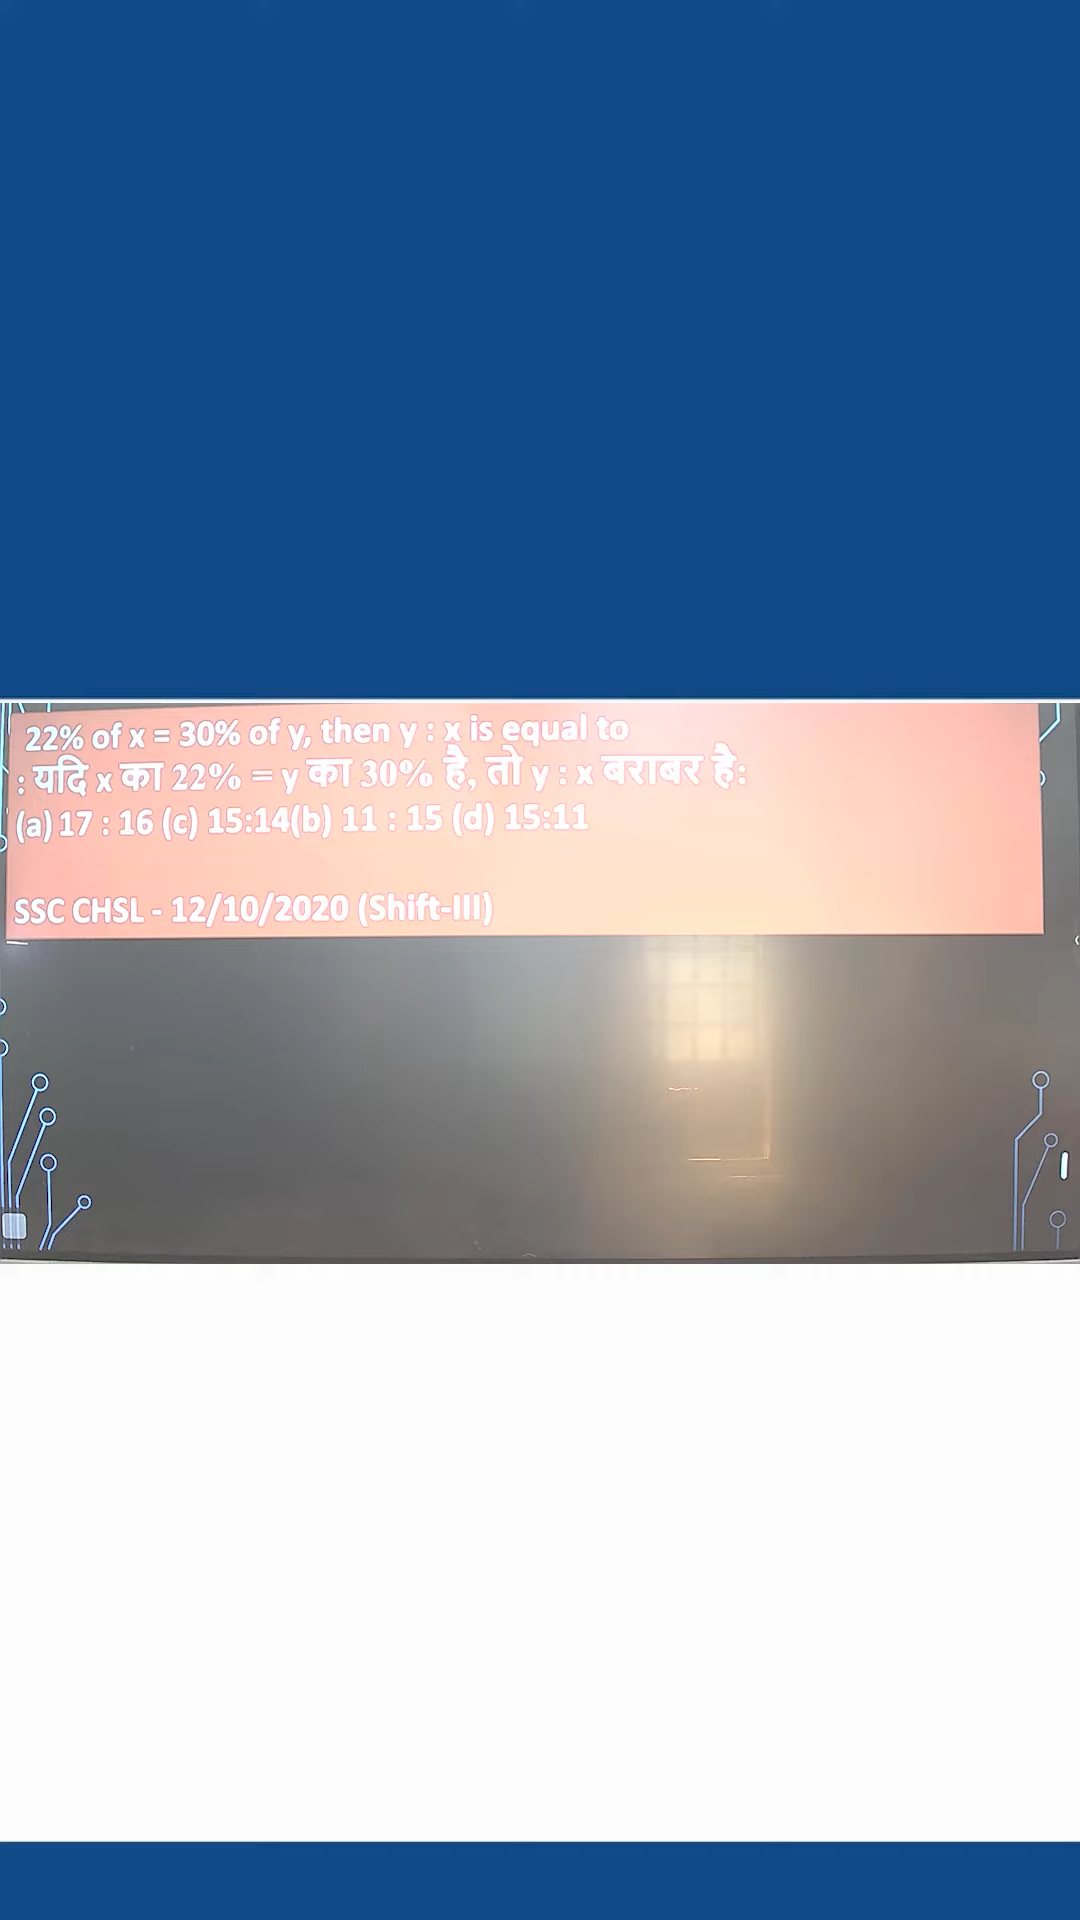 22% of x = 30% of y, then y : x is equal to
: यदि x का 22% = y का 30% है, तो y : x बराबर है:
(a) 17 : 16 (c) 15:14(b) 11 : 15 (d) 15:11
SSC CHSL - 12/10/2020 (Shift-III)